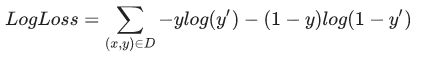 LogLoss = ∑_{(x,y)∈D} −ylog(y′) − (1 − y)log(1 − y′)